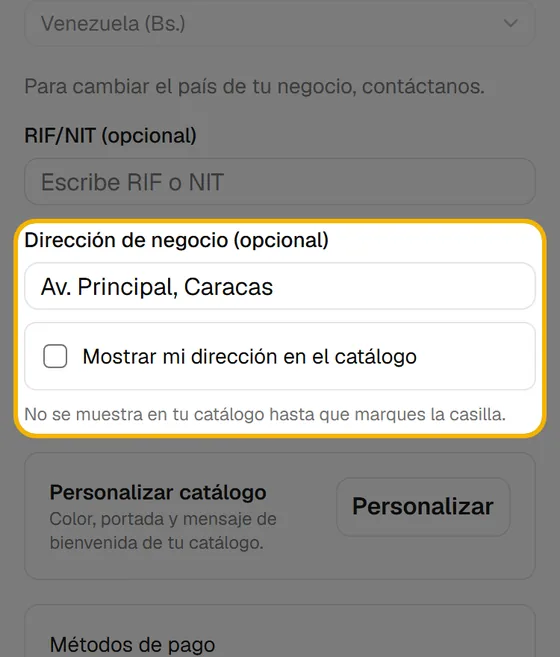 Venezuela (Bs.)
Para cambiar el país de tu negocio, contáctanos.
RIF/NIT (opcional)
Escribe RIF o NIT
Dirección de negocio (opcional)
Av. Principal, Caracas
Mostrar mi dirección en el catálogo
No se muestra en tu catálogo hasta que marques la casilla.
Personalizar catálogo
Color, portada y mensaje de
bienvenida de tu catálogo.
Personalizar
Métodos de pago